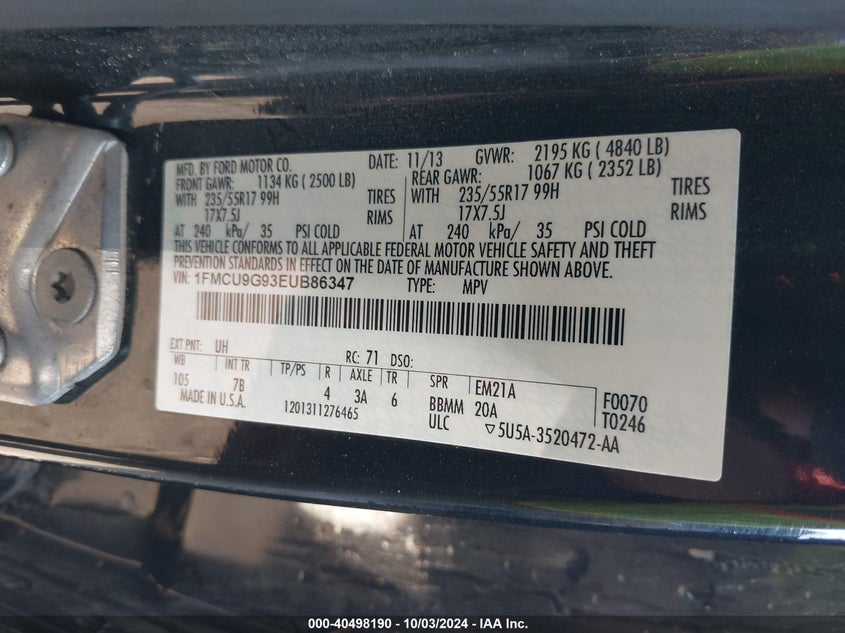 MFD. BY FORD MOTOR CO. DATE: 11/13 GVWR: 2195 KG ( 4840 LB)
FRONT GAWR: 1134 KG ( 2500 LB) REAR GAWR: 1067 KG ( 2352 LB)
WITH 235/55R17 99H TIRES WITH 235/55R17 99H TIRES
17X7.5J RIMS 17X7.5J RIMS
AT 240 kPa/ 35 PSI COLD AT 240 kPa/ 35 PSI COLD
THIS VEHICLE CONFORMS TO ALL APPLICABLE FEDERAL MOTOR VEHICLE SAFETY AND THEFT
PREVENTION STANDARDS IN EFFECT ON THE DATE OF MANUFACTURE SHOWN ABOVE.
VIN: 1FMCU9G93EUB86347 TYPE: MPV
EXT PNT: UH RC: 71 DSO:
WB INT TR TP/PS R AXLE TR SPR EM21A F0070
105 7B 4 3A 6 BBMM 20A T0246
MADE IN U.S.A. 1201311276465 ULC ▽5U5A-3520472-AA
000-40498190 - 10/03/2024 - IAA Inc.